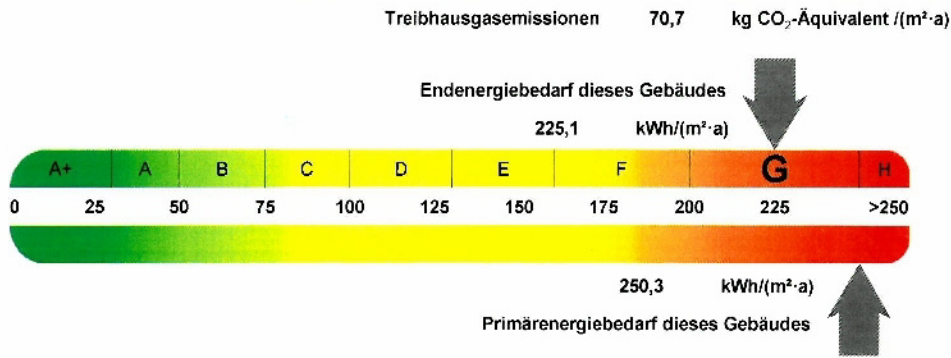 Treibhausgasemissionen 70,7 kg CO₂-Äquivalent /(m²·a)
Endenergiebedarf dieses Gebäudes
225,1 kWh/(m²·a)
A+ A B C D E F G H
0 25 50 75 100 125 150 175 200 225 >250
250,3 kWh/(m²·a)
Primärenergiebedarf dieses Gebäudes